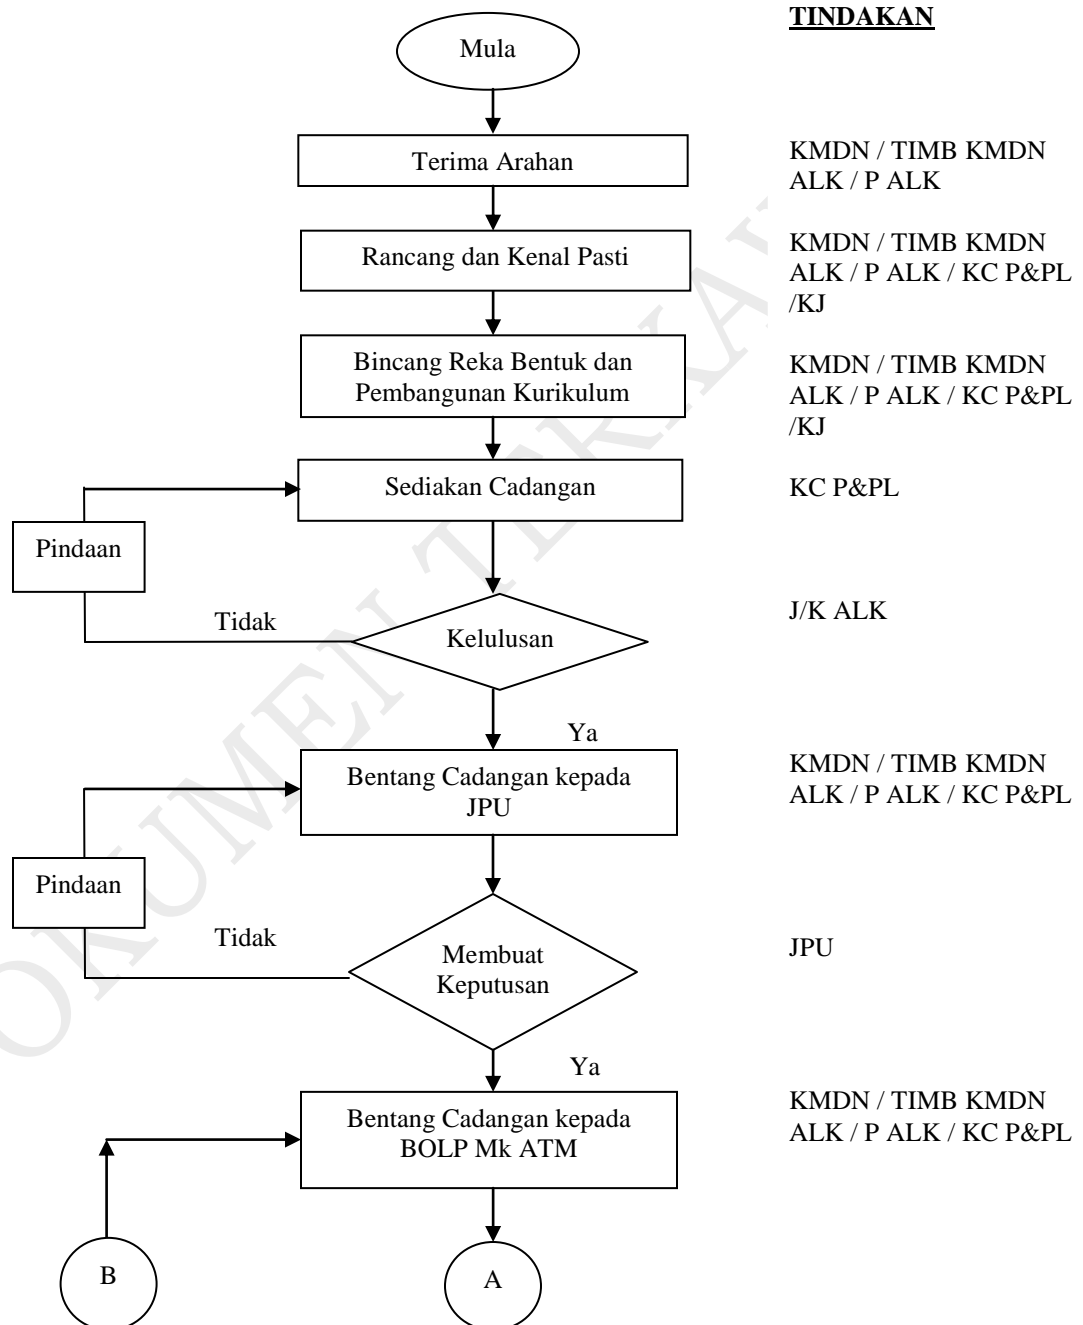 TINDAKAN
Mula
Terima Arahan
KMDN / TIMB KMDN
ALK / P ALK
Rancang dan Kenal Pasti
KMDN / TIMB KMDN
ALK / P ALK / KC P&PL
/KJ
Bincang Reka Bentuk dan
Pembangunan Kurikulum
KMDN / TIMB KMDN
ALK / P ALK / KC P&PL
/KJ
Sediakan Cadangan
KC P&PL
Pindaan
Tidak
Kelulusan
J/K ALK
Ya
Bentang Cadangan kepada
JPU
KMDN / TIMB KMDN
ALK / P ALK / KC P&PL
Pindaan
Tidak
Membuat
Keputusan
JPU
Ya
Bentang Cadangan kepada
BOLP Mk ATM
KMDN / TIMB KMDN
ALK / P ALK / KC P&PL
B
A